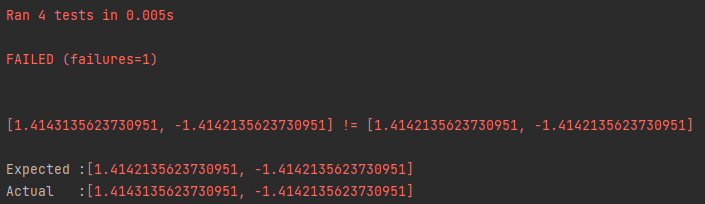 Ran 4 tests in 0.005s
FAILED (failures=1)
[1.4143135623730951, -1.4142135623730951] != [1.4142135623730951, -1.4142135623730951]
Expected :[1.4142135623730951, -1.4142135623730951]
Actual   :[1.4143135623730951, -1.4142135623730951]